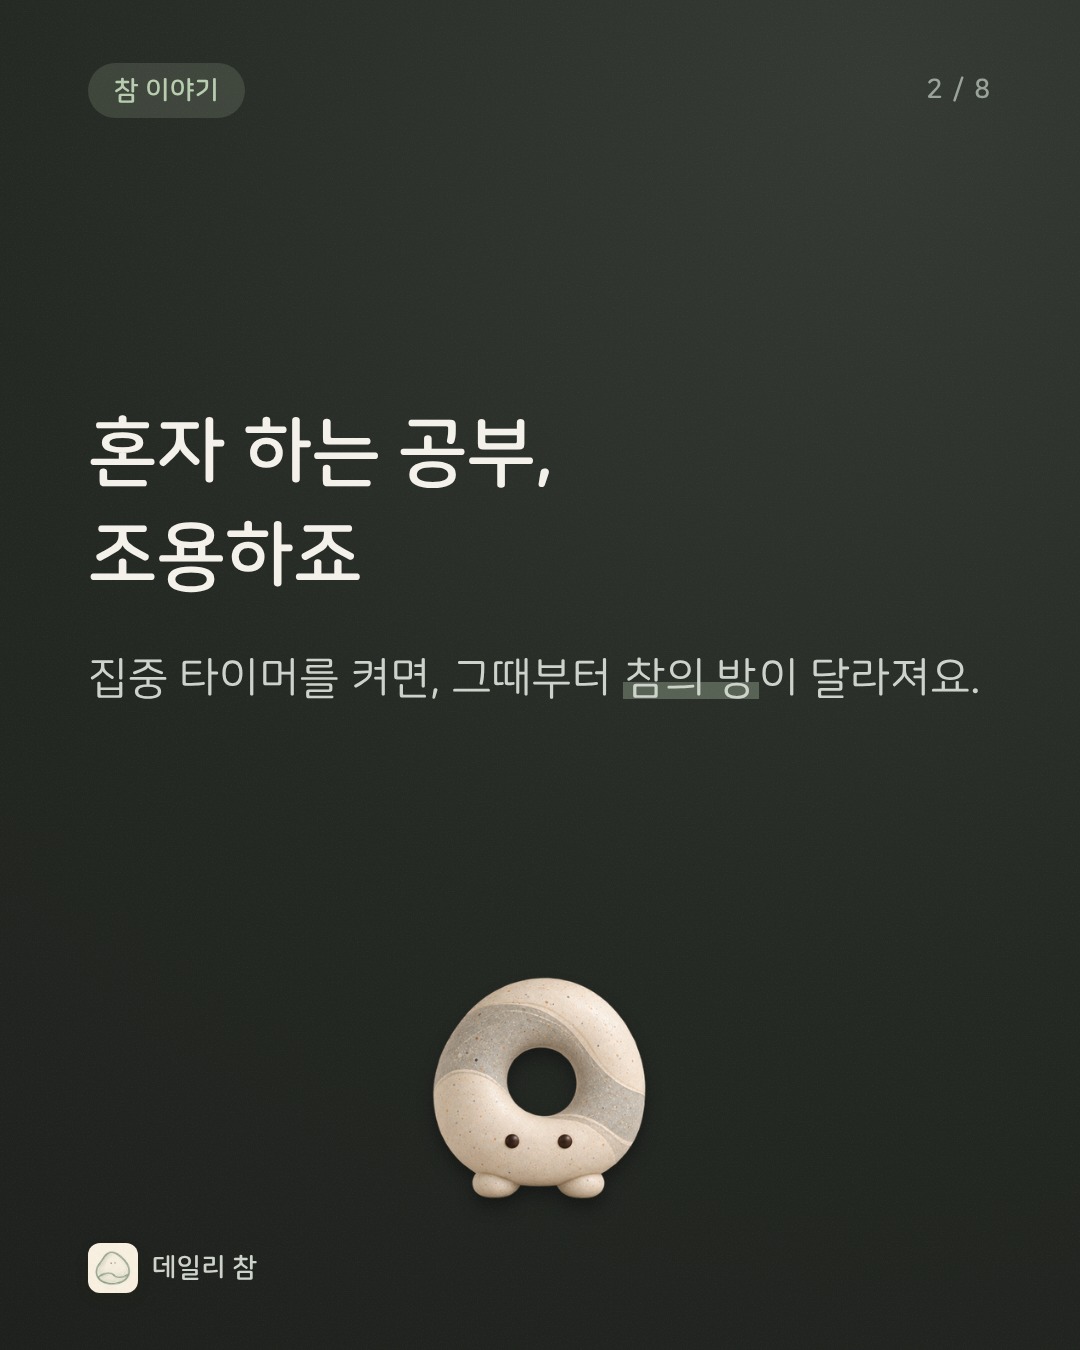 참 이야기
2 / 8
혼자 하는 공부,
조용하죠
집중 타이머를 켜면, 그때부터 참의 방이 달라져요.
데일리 참